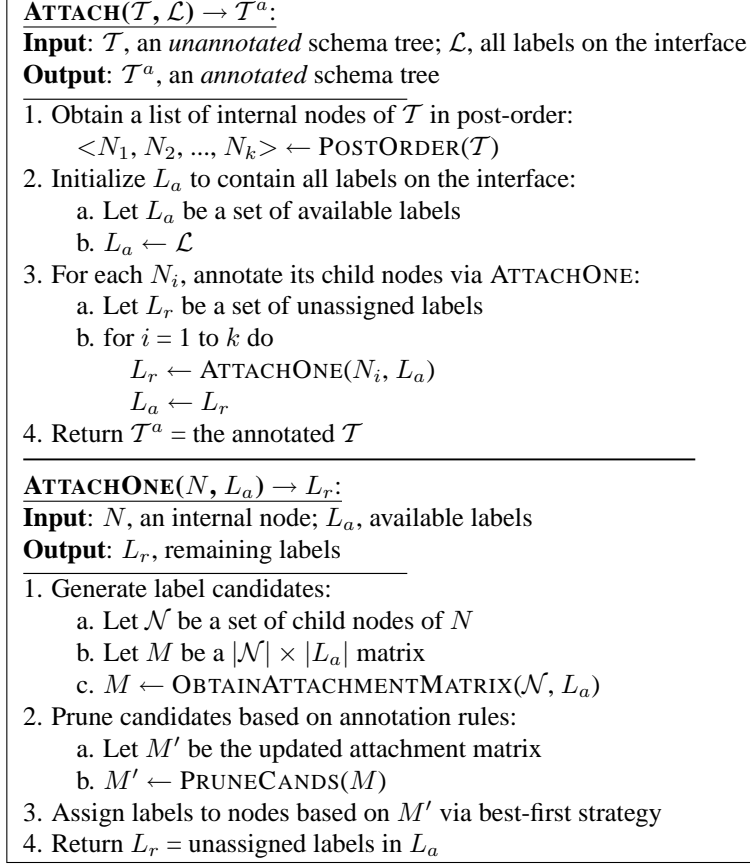 ATTACH(𝒯, ℒ) → 𝒯ᵃ:
Input: 𝒯, an unannotated schema tree; ℒ, all labels on the interface
Output: 𝒯ᵃ, an annotated schema tree
1. Obtain a list of internal nodes of 𝒯 in post-order:
<N₁, N₂, ..., Nₖ> ← POSTORDER(𝒯)
2. Initialize Lₐ to contain all labels on the interface:
a. Let Lₐ be a set of available labels
b. Lₐ ← ℒ
3. For each Nᵢ, annotate its child nodes via ATTACHONE:
a. Let Lᵣ be a set of unassigned labels
b. for i = 1 to k do
Lᵣ ← ATTACHONE(Nᵢ, Lₐ)
Lₐ ← Lᵣ
4. Return 𝒯ᵃ = the annotated 𝒯
ATTACHONE(N, Lₐ) → Lᵣ:
Input: N, an internal node; Lₐ, available labels
Output: Lᵣ, remaining labels
1. Generate label candidates:
a. Let 𝒩 be a set of child nodes of N
b. Let M be a |𝒩| × |Lₐ| matrix
c. M ← OBTAINATTACHMENTMATRIX(𝒩, Lₐ)
2. Prune candidates based on annotation rules:
a. Let M′ be the updated attachment matrix
b. M′ ← PRUNECANDS(M)
3. Assign labels to nodes based on M′ via best-first strategy
4. Return Lᵣ = unassigned labels in Lₐ